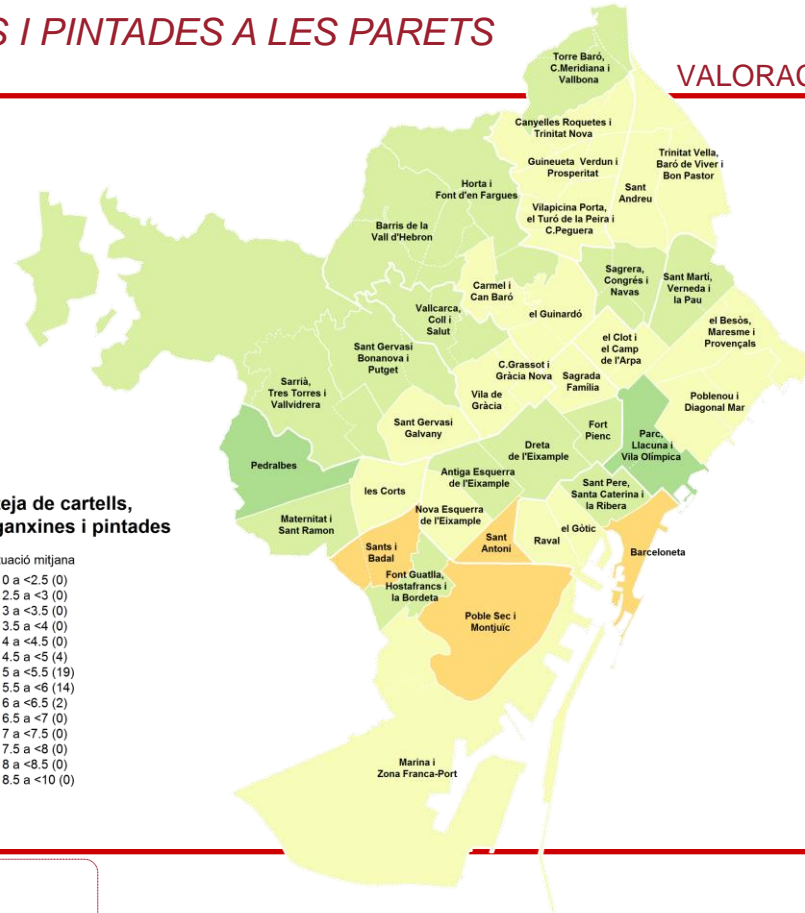 S I PINTADES A LES PARETS
VALORAC
Torre Baró,
C.Meridiana i
Vallbona
Canyelles Roquetes i
Trinitat Nova
Guineueta Verdun i
Prosperitat
Trinitat Vella,
Baró de Viver i
Bon Pastor
Sant
Andreu
Horta i
Font d'en Fargues
Vilapicina Porta,
el Turó de la Peira i
C.Peguera
Barris de la
Vall d'Hebron
Sagrera,
Congrés i
Navas
Sant Martí,
Verneda i
la Pau
Carmel i
Can Baró
Vallcarca,
Coll i
Salut
el Guinardó
el Besòs,
Maresme i
Provençals
el Clot i
el Camp
de l'Arpa
Sant Gervasi
Bonanova i
Putget
C.Grassot i
Gràcia Nova
Sagrada
Família
Sarrià,
Tres Torres i
Vallvidrera
Vila de
Gràcia
Poblenou i
Diagonal Mar
Sant Gervasi
Galvany
Fort
Pienc
Parc,
Llacuna i
Vila Olímpica
Dreta
de l'Eixample
Pedralbes
Antiga Esquerra
de l'Eixample
Sant Pere,
Santa Caterina i
la Ribera
les Corts
Nova Esquerra
de l'Eixample
Maternitat i
Sant Ramon
el Gòtic
Raval
Sant
Antoni
Sants i
Badal
Barceloneta
Font Guatlla,
Hostafrancs i
la Bordeta
Poble Sec i
Montjuïc
Marina i
Zona Franca-Port
eja de cartells,
ganxines i pintades
tuació mitjana
0 a <2.5 (0)
2.5 a <3 (0)
3 a <3.5 (0)
3.5 a <4 (0)
4 a <4.5 (0)
4.5 a <5 (4)
5 a <5.5 (19)
5.5 a <6 (14)
6 a <6.5 (2)
6.5 a <7 (0)
7 a <7.5 (0)
7.5 a <8 (0)
8 a <8.5 (0)
8.5 a <10 (0)